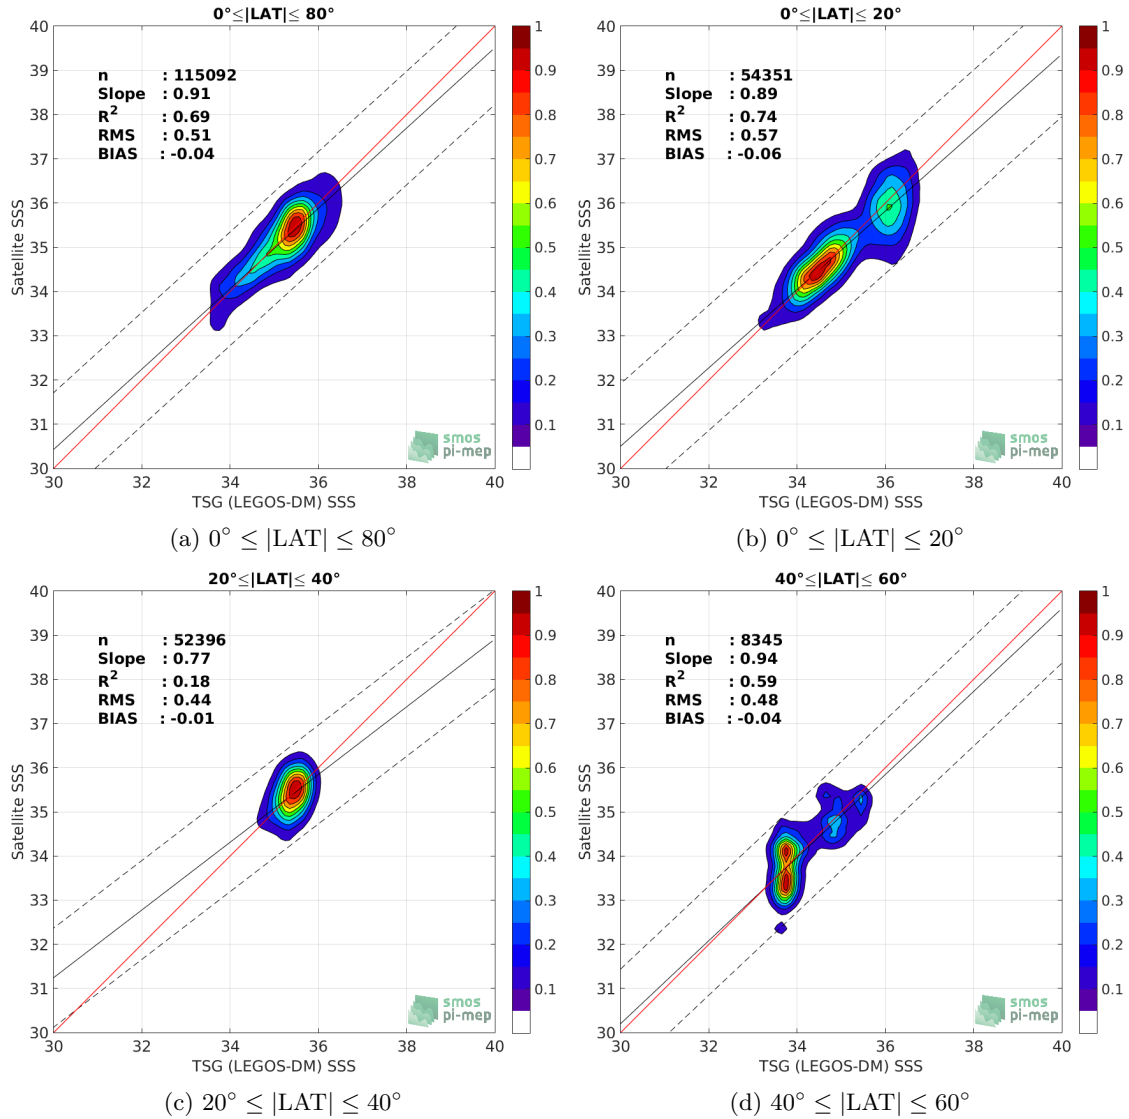 0°≤|LAT|≤ 80°
n : 115092
Slope : 0.91
R² : 0.69
RMS : 0.51
BIAS : -0.04
Satellite SSS
40
39
38
37
36
35
34
33
32
31
30
30 32 34 36 38 40
TSG (LEGOS-DM) SSS
smos
pi-mep
1
0.9
0.8
0.7
0.6
0.5
0.4
0.3
0.2
0.1
(a) 0° ≤ |LAT| ≤ 80°
0°≤|LAT|≤ 20°
n : 54351
Slope : 0.89
R² : 0.74
RMS : 0.57
BIAS : -0.06
Satellite SSS
40
39
38
37
36
35
34
33
32
31
30
30 32 34 36 38 40
TSG (LEGOS-DM) SSS
smos
pi-mep
1
0.9
0.8
0.7
0.6
0.5
0.4
0.3
0.2
0.1
(b) 0° ≤ |LAT| ≤ 20°
20°≤|LAT|≤ 40°
n : 52396
Slope : 0.77
R² : 0.18
RMS : 0.44
BIAS : -0.01
Satellite SSS
40
39
38
37
36
35
34
33
32
31
30
30 32 34 36 38 40
TSG (LEGOS-DM) SSS
smos
pi-mep
1
0.9
0.8
0.7
0.6
0.5
0.4
0.3
0.2
0.1
(c) 20° ≤ |LAT| ≤ 40°
40°≤|LAT|≤ 60°
n : 8345
Slope : 0.94
R² : 0.59
RMS : 0.48
BIAS : -0.04
Satellite SSS
40
39
38
37
36
35
34
33
32
31
30
30 32 34 36 38 40
TSG (LEGOS-DM) SSS
smos
pi-mep
1
0.9
0.8
0.7
0.6
0.5
0.4
0.3
0.2
0.1
(d) 40° ≤ |LAT| ≤ 60°